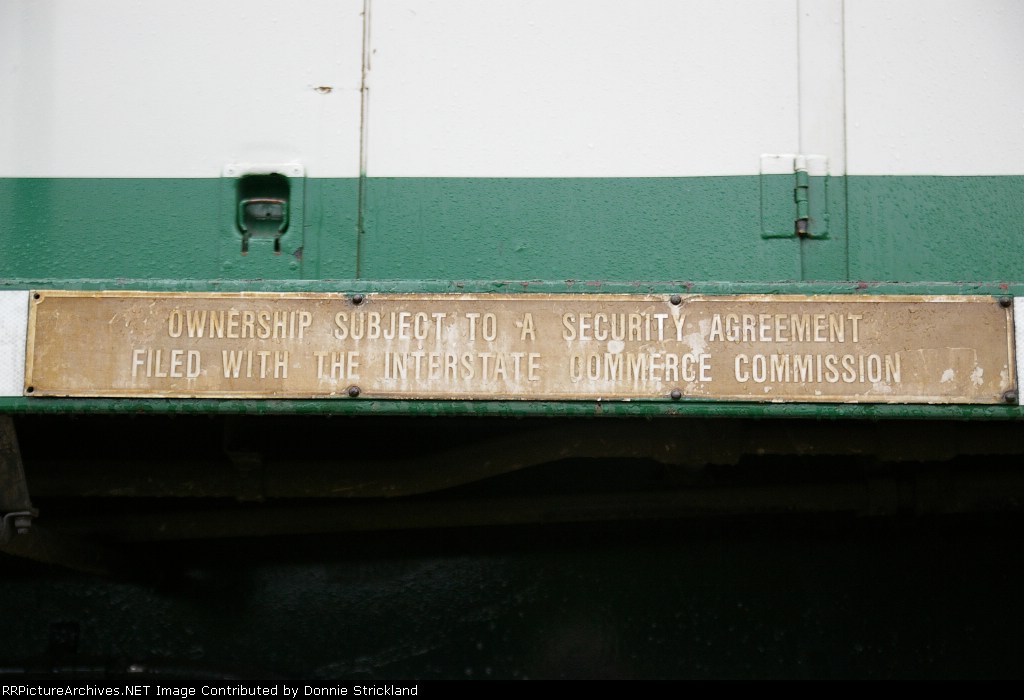 OWNERSHIP SUBJECT TO A SECURITY AGREEMENT
FILED WITH THE INTERSTATE COMMERCE COMMISSION
RRPictureArchives.NET Image Contributed by Donnie Strickland